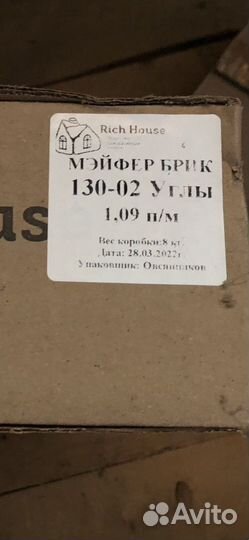 Rich House
МЭЙФЕР БРИК
130-02 Углы
1,09 п/м
us
Вес коробки:8 кг
Дата: 28.03.2022г
Упаковщик: Овсянников
Avito